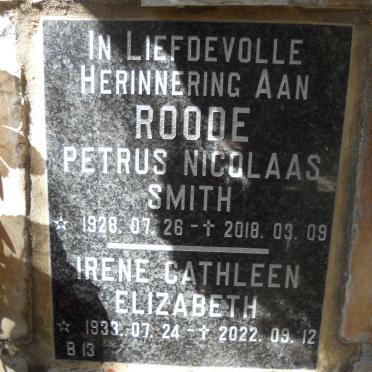 IN LIEFDEVOLLE
HERINNERING AAN
ROODE
PETRUS NICOLAAS
SMITH
☆ 1928. 07. 26 - ✝ 2018. 03. 09
IRENE CATHLEEN
ELIZABETH
☆ 1933. 07. 24 - ✝ 2022. 09. 12
B 13